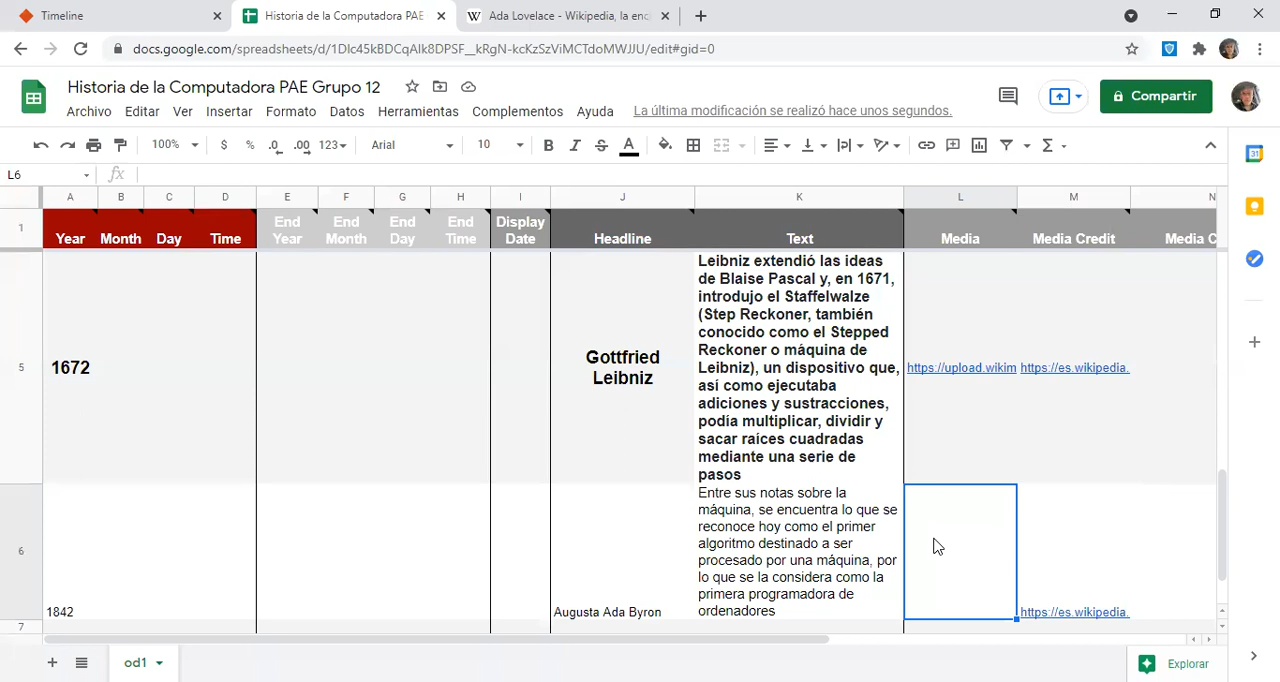 Timeline
Historia de la Computadora PAE
Ada Lovelace - Wikipedia, la enc
docs.google.com/spreadsheets/d/1DIc45kBDCqAIk8DPSF__kRgN-kcKzSzViMCTdoMWJJU/edit#gid=0
Historia de la Computadora PAE Grupo 12
Archivo Editar Ver Insertar Formato Datos Herramientas Complementos Ayuda La última modificación se realizó hace unos segundos.
Compartir
100% $ % .0 .00 123 Arial 10 B I S A
L6 fx
A B C D E F G H I J K L M N
1 Year Month Day Time End Year End Month End Day End Time Display Date Headline Text Media Media Credit Media C
Leibniz extendió las ideas
de Blaise Pascal y, en 1671,
introdujo el Staffelwalze
(Step Reckoner, también
conocido como el Stepped
Reckoner o máquina de
5 1672 Gottfried Leibniz Leibniz), un dispositivo que, https://upload.wikim https://es.wikipedia.
así como ejecutaba
adiciones y sustracciones,
podía multiplicar, dividir y
sacar raíces cuadradas
mediante una serie de
pasos
Entre sus notas sobre la
máquina, se encuentra lo que se
reconoce hoy como el primer
algoritmo destinado a ser
6 procesado por una máquina, por
lo que se la considera como la
primera programadora de
1842 Augusta Ada Byron ordenadores https://es.wikipedia.
7
od1
Explorar